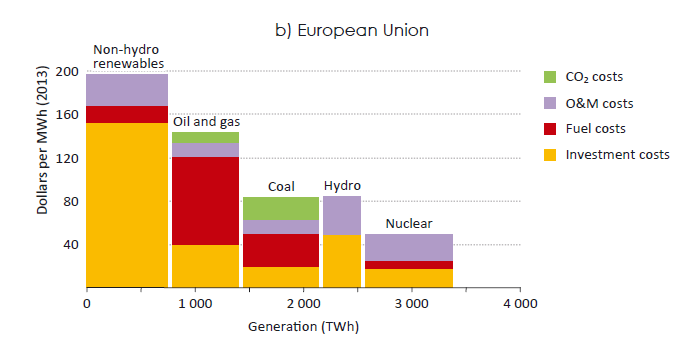 b) European Union
Dollars per MWh (2013)
200
160
120
80
40
Non-hydro
renewables
Oil and gas
Coal
Hydro
Nuclear
CO₂ costs
O&M costs
Fuel costs
Investment costs
0
1 000
2 000
3 000
4 000
Generation (TWh)